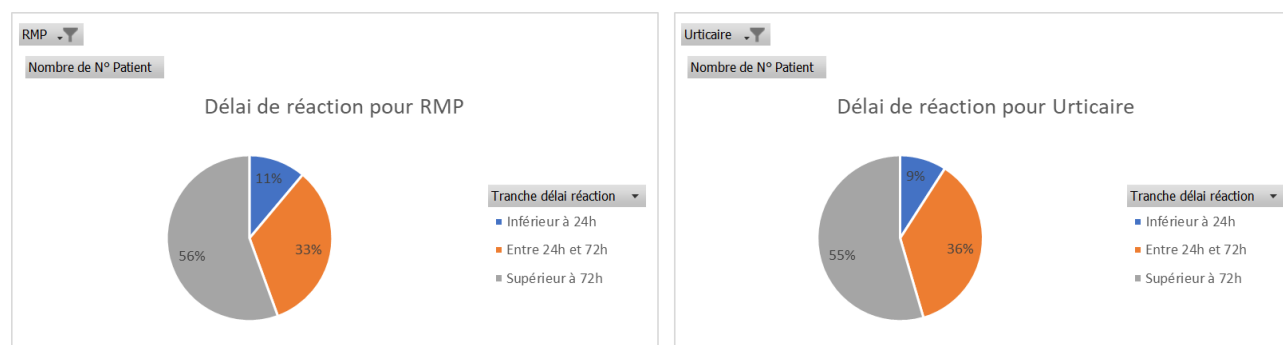 RMP
Nombre de N° Patient
Délai de réaction pour RMP
11%
33%
56%
Tranche délai réaction
Inférieur à 24h
Entre 24h et 72h
Supérieur à 72h
Urticaire
Nombre de N° Patient
Délai de réaction pour Urticaire
9%
36%
55%
Tranche délai réaction
Inférieur à 24h
Entre 24h et 72h
Supérieur à 72h